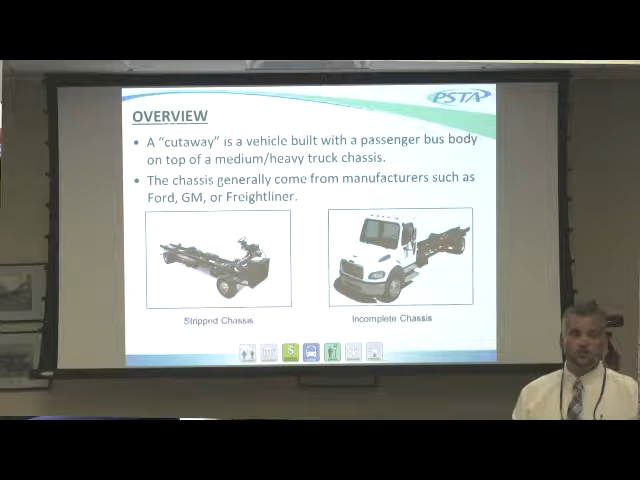 PSTA
OVERVIEW
• A “cutaway” is a vehicle built with a passenger bus body
on top of a medium/heavy truck chassis.
• The chassis generally come from manufacturers such as
Ford, GM, or Freightliner.
Stripped Chassis
Incomplete Chassis
$